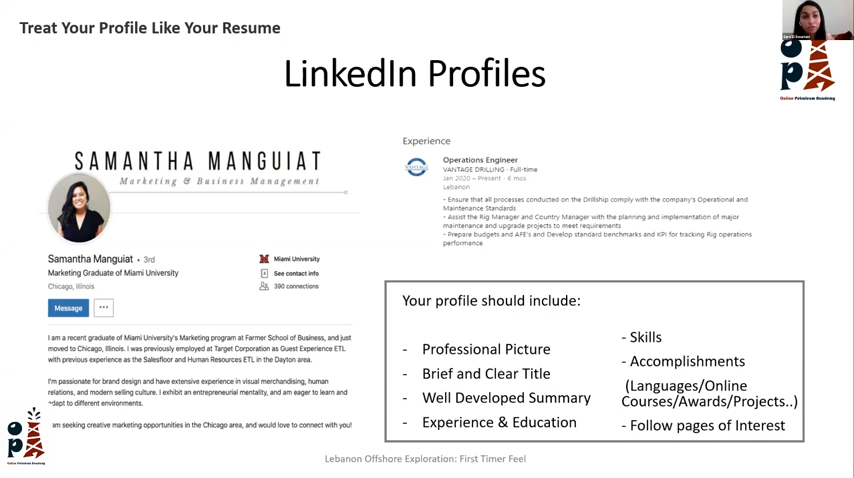 Treat Your Profile Like Your Resume
LinkedIn Profiles
Online Petroleum Academy
SAMANTHA MANGUIAT
Marketing & Business Management
Samantha Manguiat • 3rd
Marketing Graduate of Miami University
Chicago, Illinois
Message
...
Miami University
See contact info
390 connections
I am a recent graduate of Miami University's Marketing program at Farmer School of Business, and just
moved to Chicago, Illinois. I was previously employed at Target Corporation as Guest Experience ETL
with previous experience as the Salesfloor and Human Resources ETL in the Dayton area.
I'm passionate for brand design and have extensive experience in visual merchandising, human
relations, and modern selling culture. I exhibit an entrepreneurial mentality, and am eager to learn and
adapt to different environments.
am seeking creative marketing opportunities in the Chicago area, and would love to connect with you!
Experience
VANTAGE
Operations Engineer
VANTAGE DRILLING · Full-time
Jan 2020 – Present · 6 mos
Lebanon
- Ensure that all processes conducted on the Drillship comply with the company's Operational and
Maintenance Standards
- Assist the Rig Manager and Country Manager with the planning and implementation of major
maintenance and upgrade projects to meet requirements
- Prepare budgets and AFE's and Develop standard benchmarks and KPI for tracking Rig operations
performance
Your profile should include:
- Professional Picture
- Brief and Clear Title
- Well Developed Summary
- Experience & Education
- Skills
- Accomplishments
(Languages/Online
Courses/Awards/Projects..)
- Follow pages of Interest
Online Petroleum Academy
Lebanon Offshore Exploration: First Timer Feel